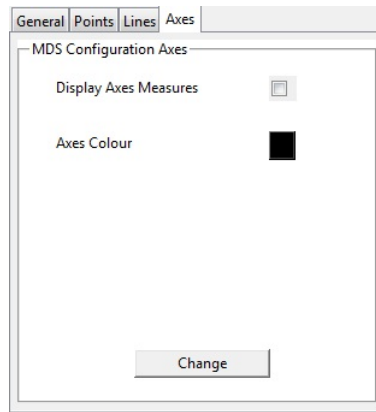 General Points Lines Axes
MDS Configuration Axes
Display Axes Measures
Axes Colour
Change